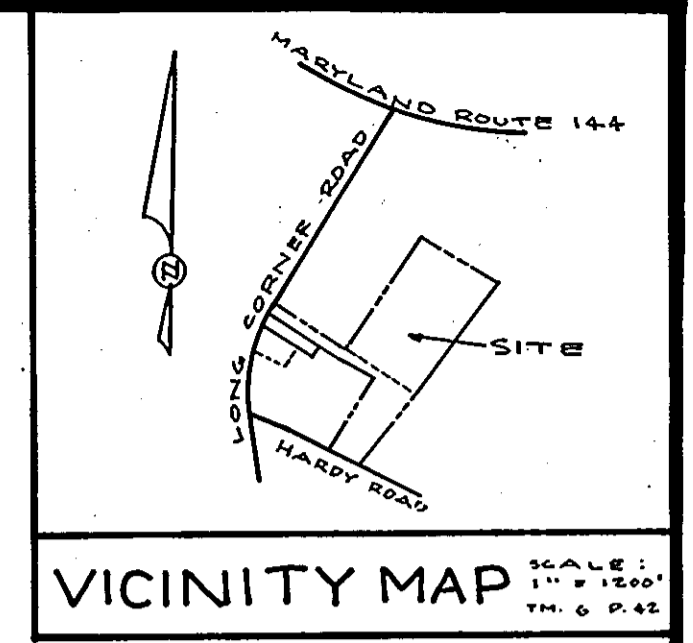 MARYLAND ROUTE 144
LONG CORNER ROAD
N
SITE
HARDY ROAD
VICINITY MAP
SCALE:
1" = 1200'
TM. 6 P. 42